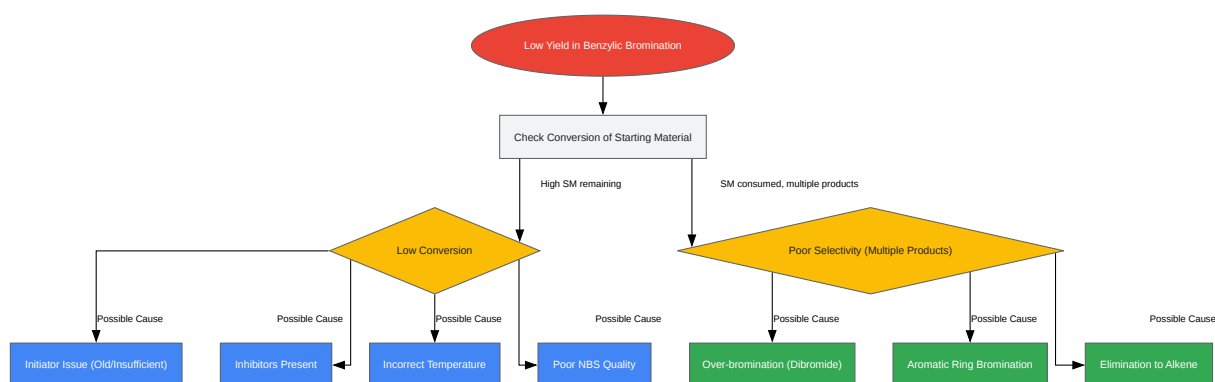 Low Yield in Benzylic Bromination
Check Conversion of Starting Material
High SM remaining
SM consumed, multiple products
Low Conversion
Poor Selectivity (Multiple Products)
Possible Cause
Possible Cause
Possible Cause
Possible Cause
Possible Cause
Possible Cause
Possible Cause
Initiator Issue (Old/Insufficient)
Inhibitors Present
Incorrect Temperature
Poor NBS Quality
Over-bromination (Dibromide)
Aromatic Ring Bromination
Elimination to Alkene